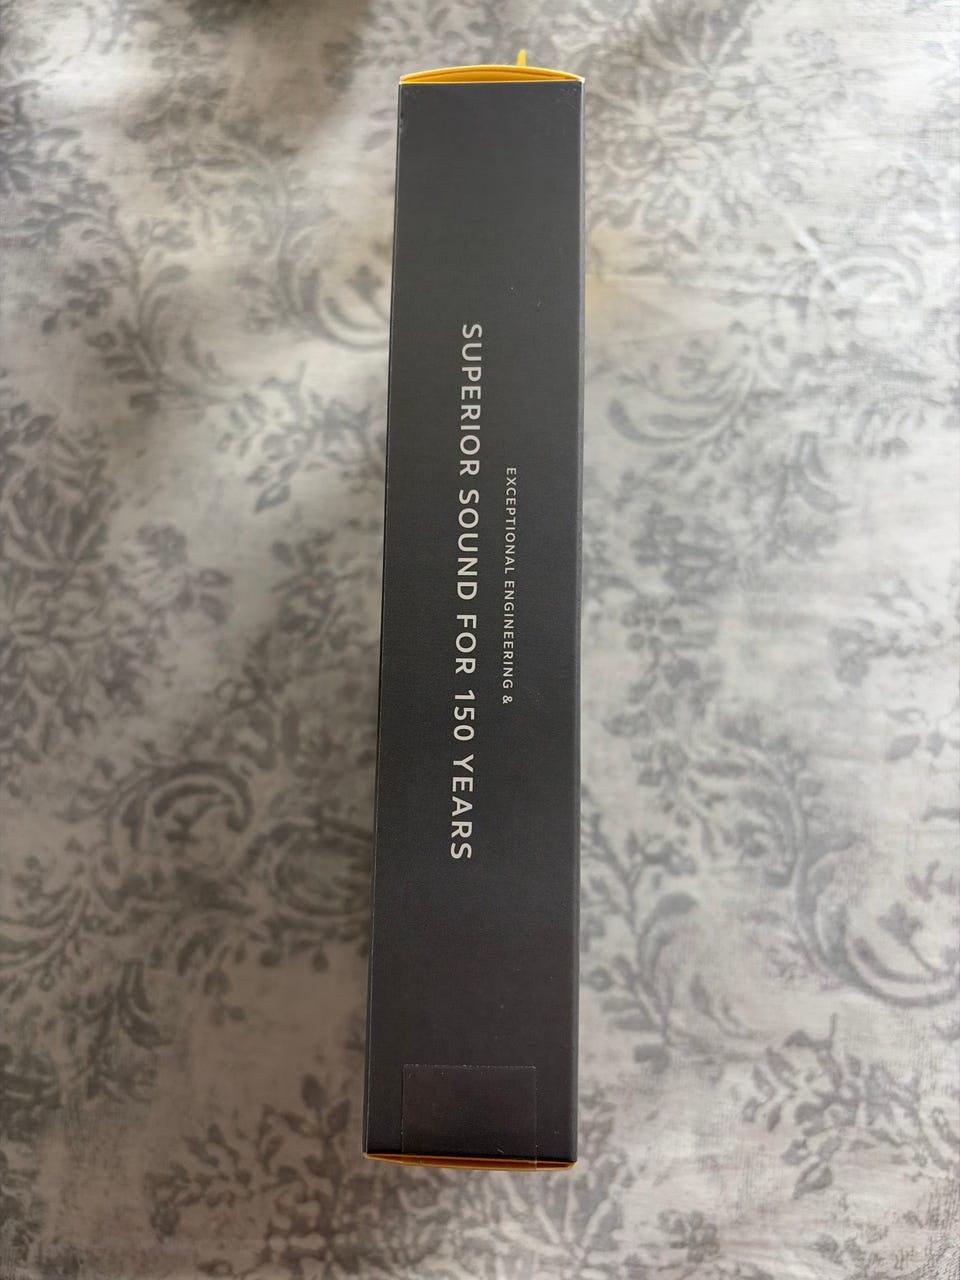 EXCEPTIONAL ENGINEERING &
SUPERIOR SOUND FOR 150 YEARS